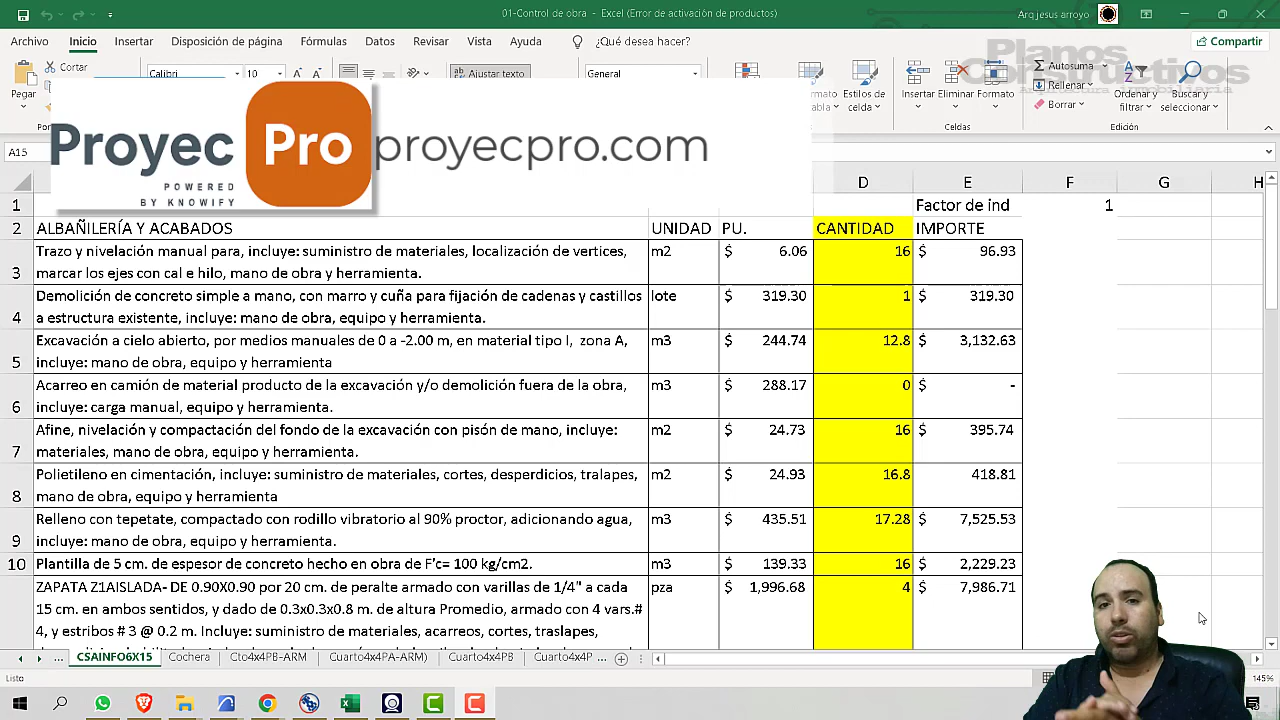 01-Control de obra - Excel (Error de activación de productos)
Arq.jesus arroyo
Archivo Inicio Insertar Disposición de página Fórmulas Datos Revisar Vista Ayuda ¿Qué desea hacer? Compartir
Planos
Constructivos
Arquitectura inmobiliaria
Pegar
Cortar
Calibri 10
Ajustar texto
General
Formato
Estilos de
celda
Insertar Eliminar Formato
Celdas
Autosuma
Rellenar
Borrar
Ordenar y
filtrar
Buscar y
seleccionar
Edición
Proyec Pro
POWERED
BY KNOWIFY
proyecpro.com
A15
D E F G H
1 Factor de ind 1
2 ALBAÑILERÍA Y ACABADOS UNIDAD PU. CANTIDAD IMPORTE
Trazo y nivelación manual para, incluye: suministro de materiales, localización de vertices, m2 $ 6.06 16 $ 96.93
3 marcar los ejes con cal e hilo, mano de obra y herramienta.
Demolición de concreto simple a mano, con marro y cuña para fijación de cadenas y castillos lote $ 319.30 1 $ 319.30
4 a estructura existente, incluye: mano de obra, equipo y herramienta.
Excavación a cielo abierto, por medios manuales de 0 a -2.00 m, en material tipo I, zona A, m3 $ 244.74 12.8 $ 3,132.63
5 incluye: mano de obra, equipo y herramienta
Acarreo en camión de material producto de la excavación y/o demolición fuera de la obra, m3 $ 288.17 0 $ -
6 incluye: carga manual, equipo y herramienta.
Afine, nivelación y compactación del fondo de la excavación con pisón de mano, incluye: m2 $ 24.73 16 $ 395.74
7 materiales, mano de obra y equipo y herramienta.
Polietileno en cimentación, incluye: suministro de materiales, cortes, desperdicios, tralapes, m2 $ 24.93 16.8 $ 418.81
8 mano de obra, equipo y herramienta
Relleno con tepetate, compactado con rodillo vibratorio al 90% proctor, adicionando agua, m3 $ 435.51 17.28 $ 7,525.53
9 incluye: mano de obra, equipo y herramienta.
10 Plantilla de 5 cm. de espesor de concreto hecho en obra de F'c= 100 kg/cm2. m3 $ 139.33 16 $ 2,229.23
ZAPATA Z1AISLADA- DE 0.90X0.90 por 20 cm. de peralte armado con varillas de 1/4" a cada pza $ 1,996.68 4 $ 7,986.71
15 cm. en ambos sentidos, y dado de 0.3x0.3x0.8 m. de altura Promedio, armado con 4 vars.#
4, y estribos # 3 @ 0.2 m. Incluye: suministro de materiales, acarreos, cortes, traslapes,
CSAINFO6X15 Cochera Cto4x4PB-ARM Cuarto4x4PA-ARM) Cuarto4x4PB Cuarto4x4P ...
Listo 145%